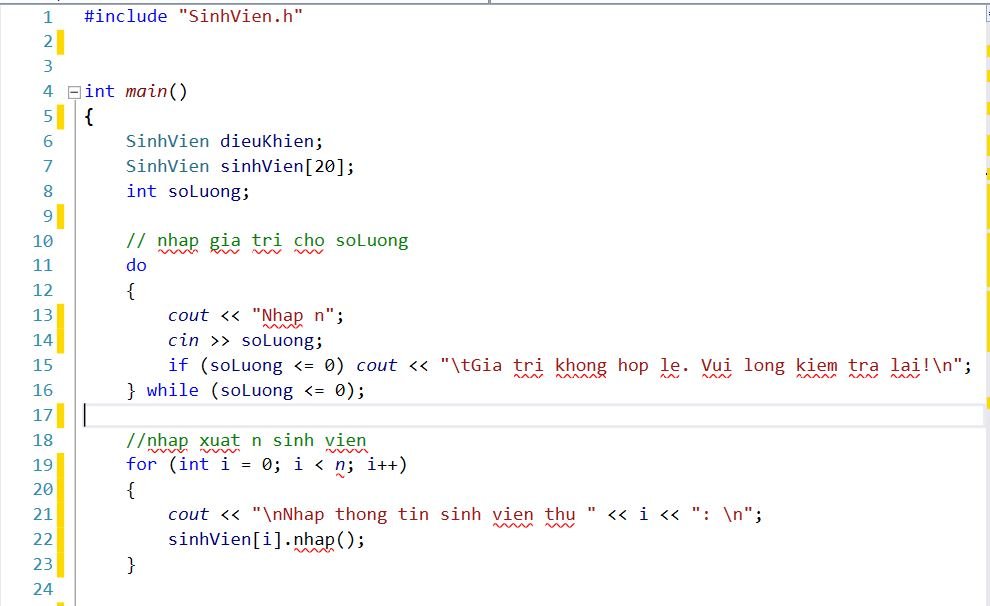 1 #include "SinhVien.h"
2
3
4 int main()
5 {
6 SinhVien dieuKhien;
7 SinhVien sinhVien[20];
8 int soLuong;
9
10 // nhap gia tri cho soLuong
11 do
12 {
13 cout << "Nhap n";
14 cin >> soLuong;
15 if (soLuong <= 0) cout << "\tGia tri khong hop le. Vui long kiem tra lai!\n";
16 } while (soLuong <= 0);
17
18 //nhap xuat n sinh vien
19 for (int i = 0; i < n; i++)
20 {
21 cout << "\nNhap thong tin sinh vien thu " << i << ": \n";
22 sinhVien[i].nhap();
23 }
24